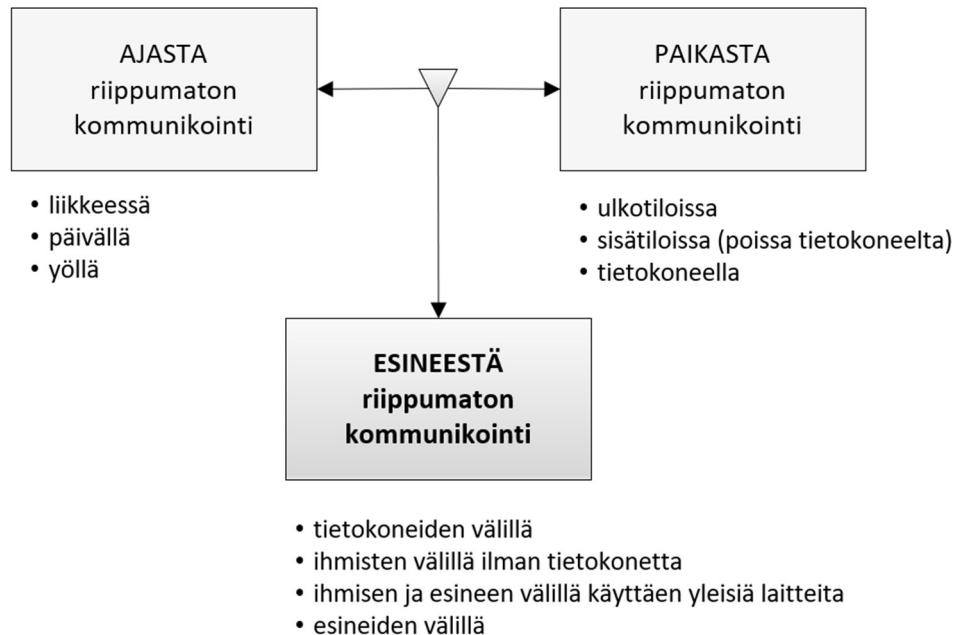 AJASTA
riippumaton
kommunikointi
• liikkeessä
• päivällä
• yöllä
PAIKASTA
riippumaton
kommunikointi
• ulkotiloissa
• sisätiloissa (poissa tietokoneelta)
• tietokoneella
ESINEESTÄ
riippumaton
kommunikointi
• tietokoneiden välillä
• ihmisten välillä ilman tietokonetta
• ihmisen ja esineen välillä käyttäen yleisiä laitteita
• esineiden välillä